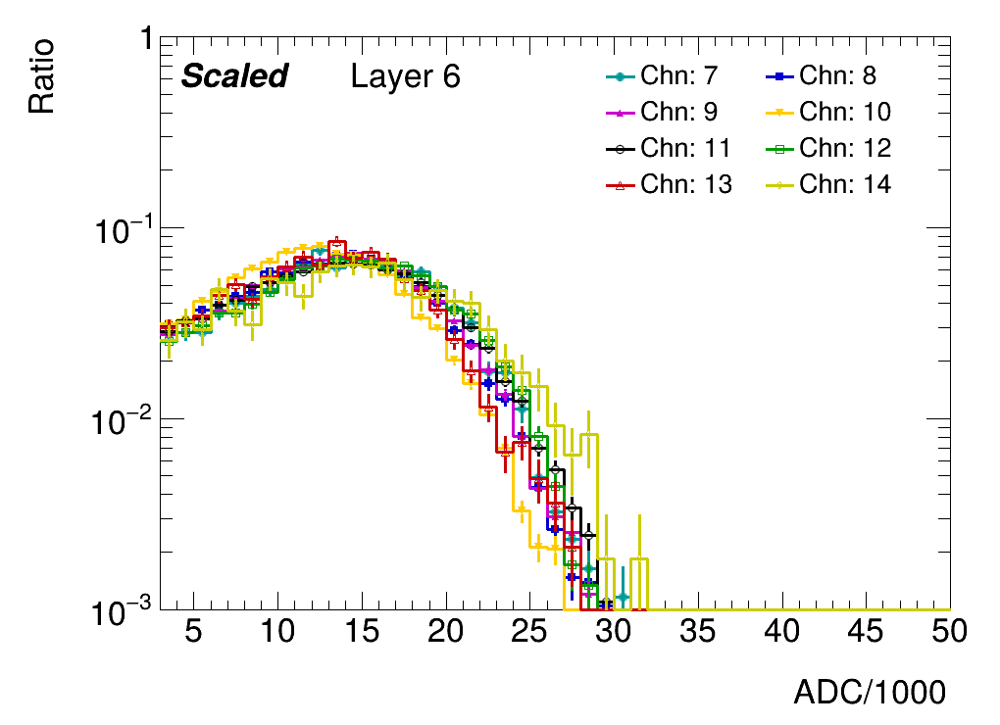 Ratio
1
Scaled Layer 6
Chn: 7 Chn: 8
Chn: 9 Chn: 10
Chn: 11 Chn: 12
Chn: 13 Chn: 14
10⁻¹
10⁻²
10⁻³
5 10 15 20 25 30 35 40 45 50
ADC/1000